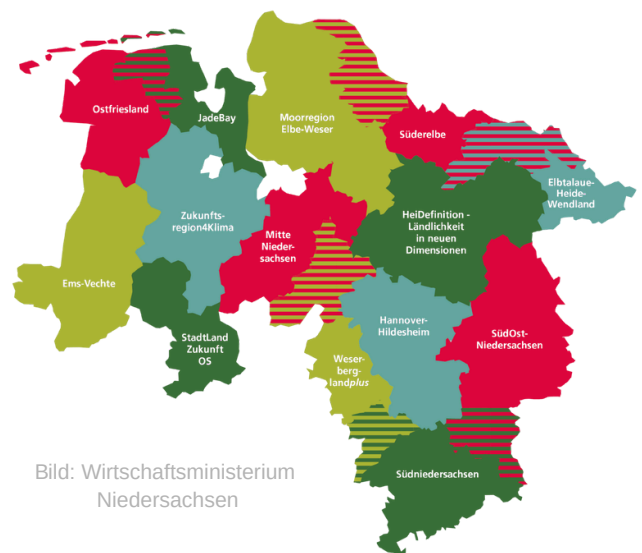 Ostfriesland
JadeBay
Moorregion
Elbe-Weser
Süderelbe
Elbtalaue-
Heide-
Wendland
Zukunfts-
region4Klima
HeiDefinition -
Ländlichkeit
in neuen
Dimensionen
Mitte
Nieder-
sachsen
Ems-Vechte
Hannover-
Hildesheim
StadtLand
Zukunft
OS
SüdOst-
Niedersachsen
Weser-
berg-
landplus
Südniedersachsen
Bild: Wirtschaftsministerium
Niedersachsen